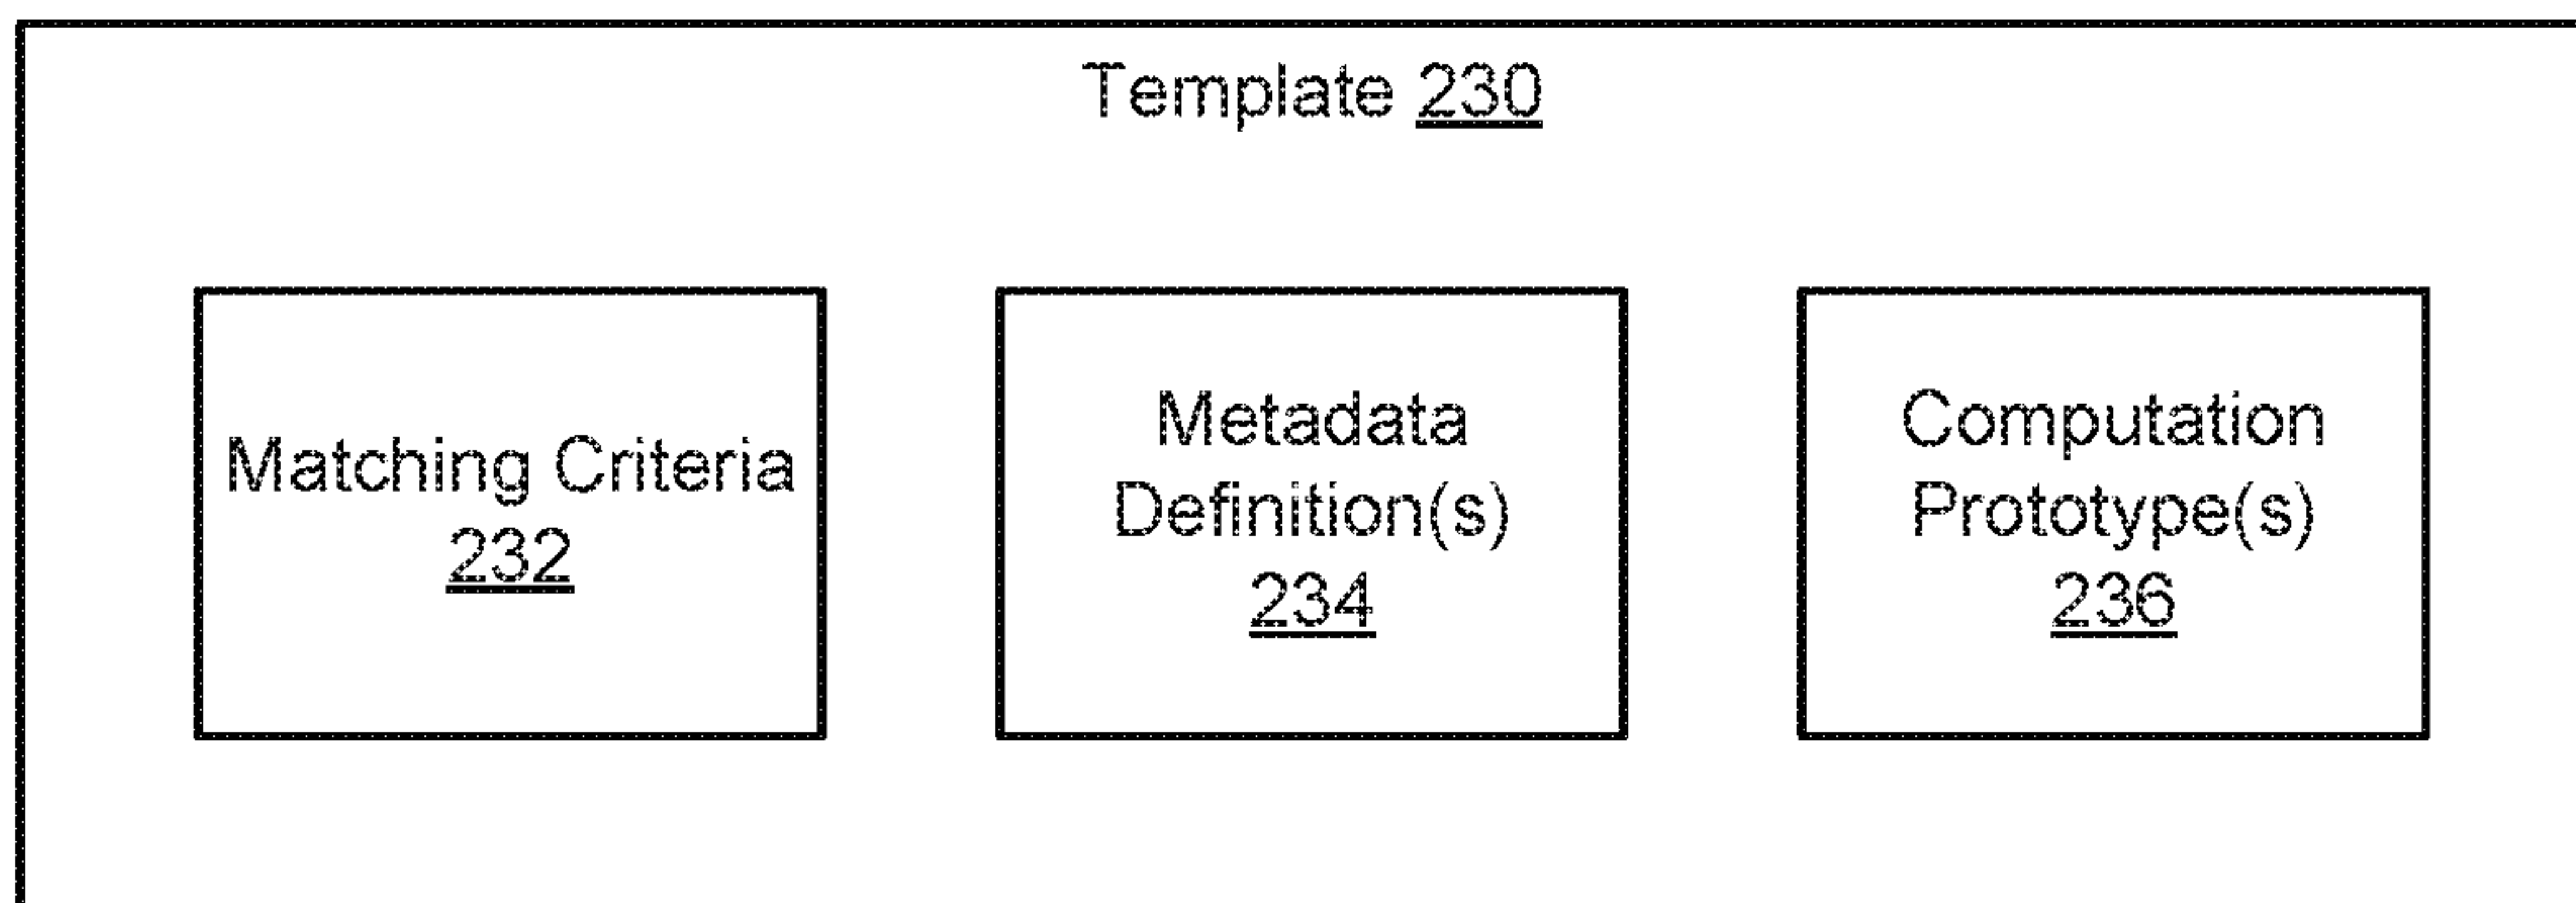 Template 230
Matching Criteria
232
Metadata
Definition(s)
234
Computation
Prototype(s)
236